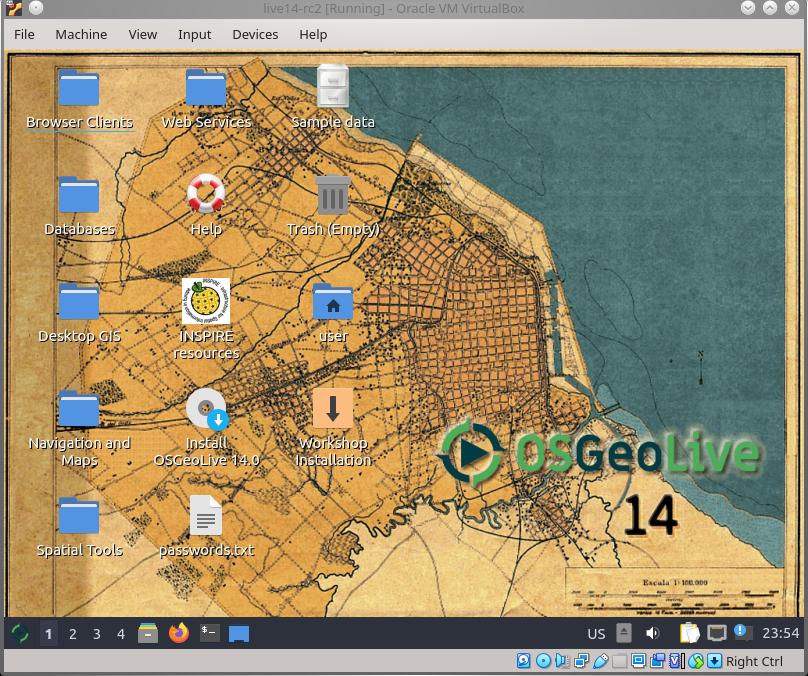 live14-rc2 [Running] - Oracle VM VirtualBox
File Machine View Input Devices Help
Browser Clients
Web Services
Sample data
Databases
Help
Trash (Empty)
Desktop GIS
INSPIRE
resources
user
Navigation and
Maps
Install
OSGeoLive 14.0
Workshop
Installation
Spatial Tools
passwords.txt
OSGeoLive
14
N
Escala 1:100.000
1 2 3 4
US
23:54
Right Ctrl